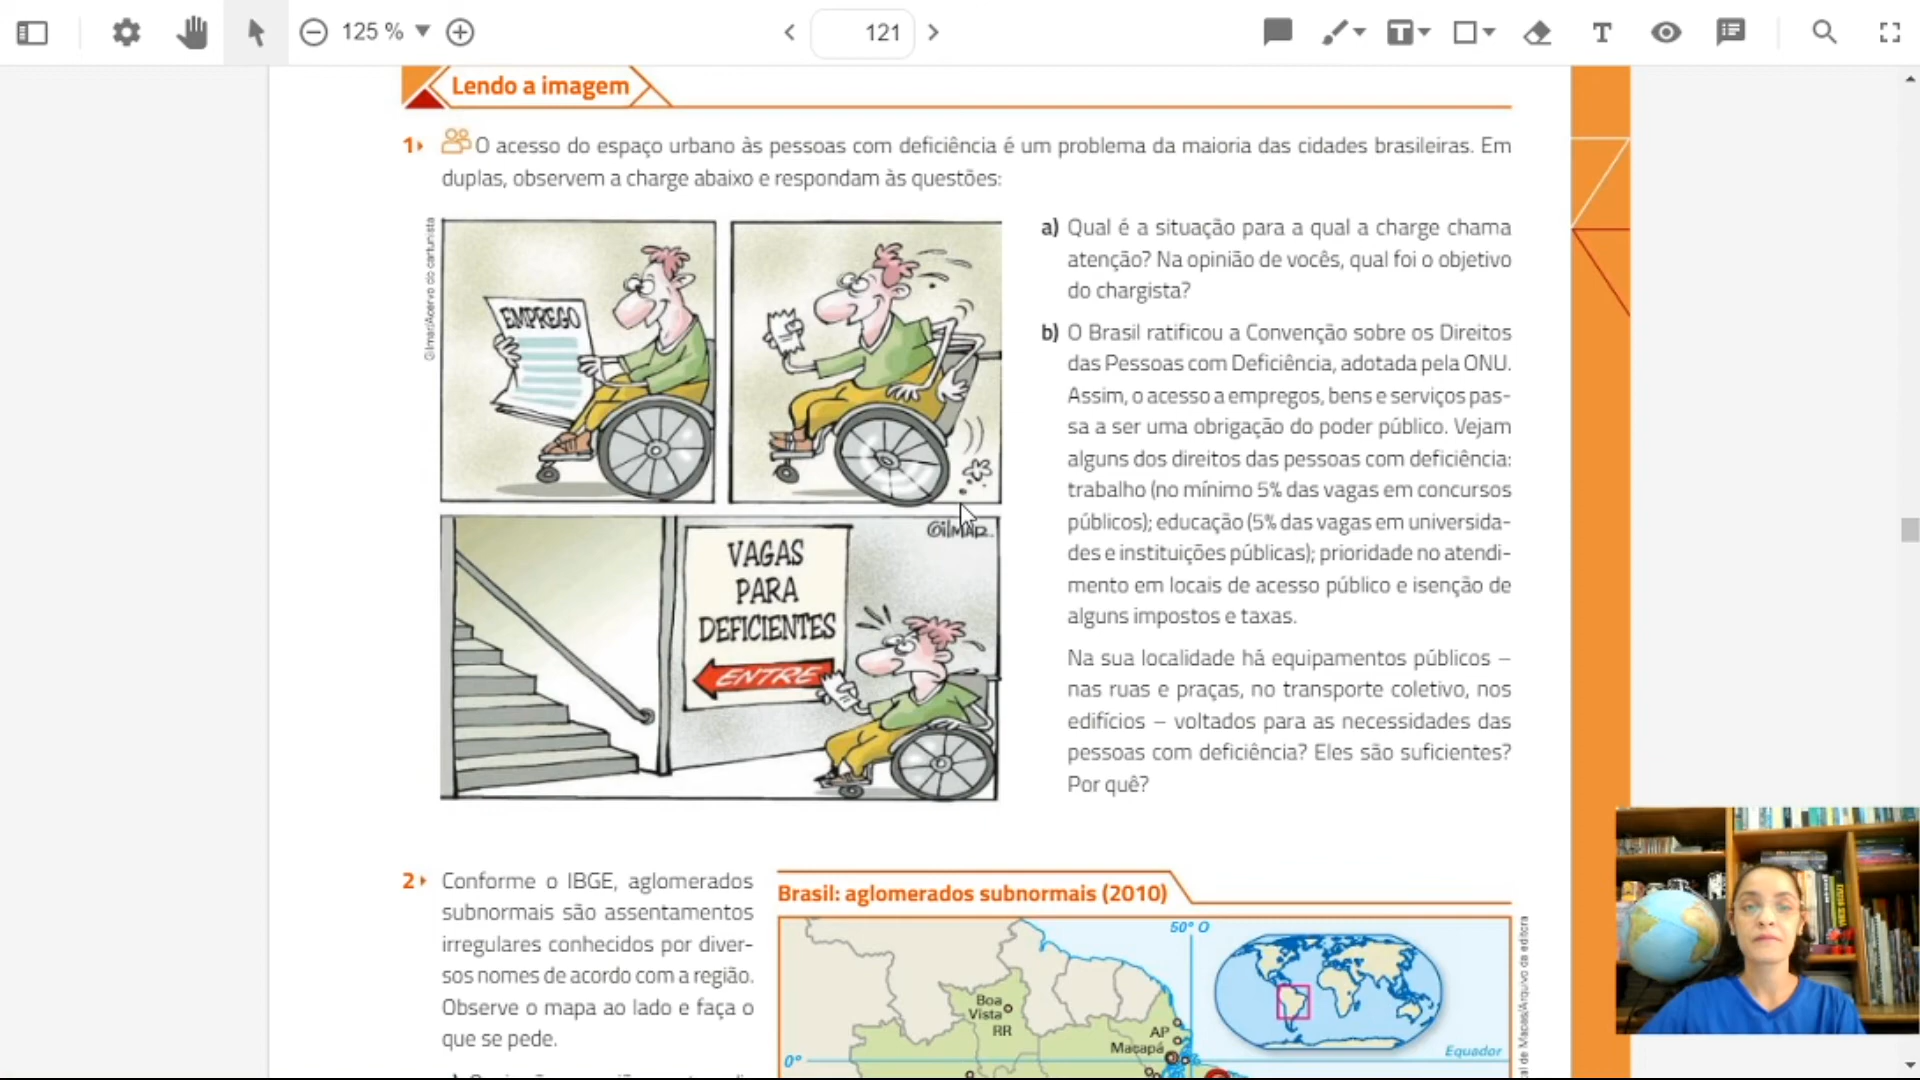 125 %
121
Lendo a imagem
1 O acesso do espaço urbano às pessoas com deficiência é um problema da maioria das cidades brasileiras. Em
duplas, observem a charge abaixo e respondam às questões:
Gilmar/Acervo do cartunista
EMPREGO
GilMAR.
VAGAS
PARA
DEFICIENTES
ENTRE
a) Qual é a situação para a qual a charge chama
atenção? Na opinião de vocês, qual foi o objetivo
do chargista?
b) O Brasil ratificou a Convenção sobre os Direitos
das Pessoas com Deficiência, adotada pela ONU.
Assim, o acesso a empregos, bens e serviços pas-
sa a ser uma obrigação do poder público. Vejam
alguns dos direitos das pessoas com deficiência:
trabalho (no mínimo 5% das vagas em concursos
públicos); educação (5% das vagas em universida-
des e instituições públicas); prioridade no atendi-
mento em locais de acesso público e isenção de
alguns impostos e taxas.
Na sua localidade há equipamentos públicos –
nas ruas e praças, no transporte coletivo, nos
edifícios – voltados para as necessidades das
pessoas com deficiência? Eles são suficientes?
Por quê?
2 Conforme o IBGE, aglomerados
subnormais são assentamentos
irregulares conhecidos por diver-
sos nomes de acordo com a região.
Observe o mapa ao lado e faça o
que se pede.
Brasil: aglomerados subnormais (2010)
50° O
Boa
Vista
RR
AP
Macapá
0°
Equador
de Mapas/Arquivo da editora